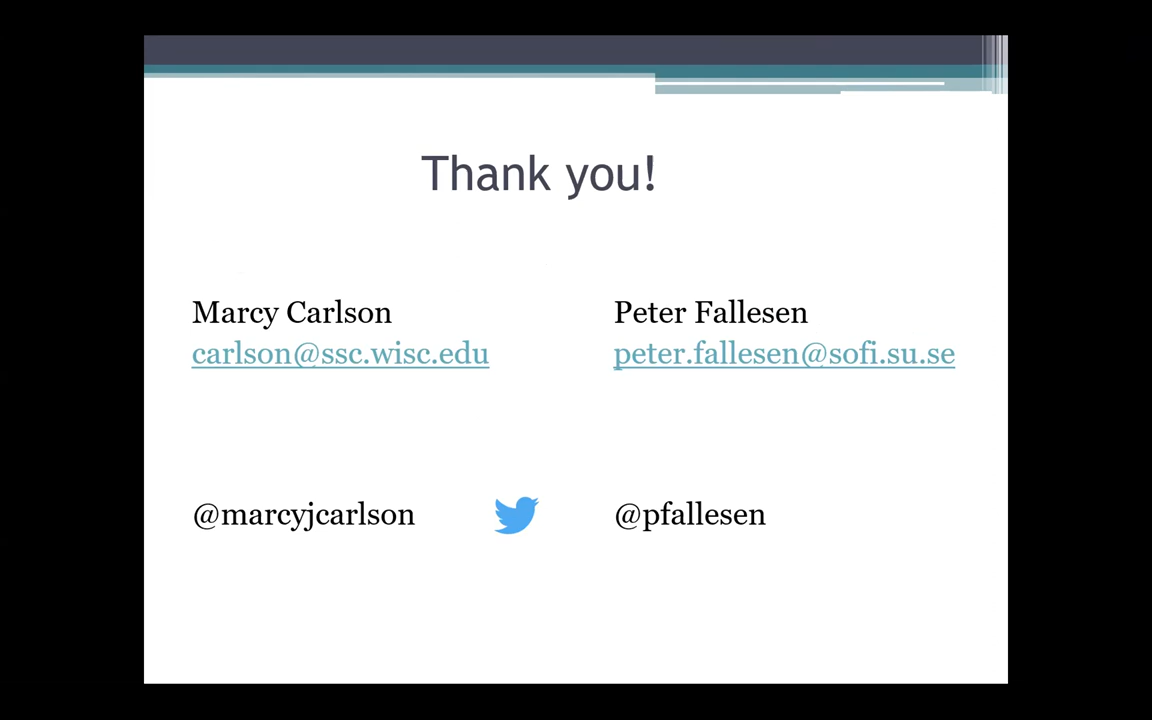 Thank you!
Marcy Carlson
carlson@ssc.wisc.edu
Peter Fallesen
peter.fallesen@sofi.su.se
@marcyjcarlson
@pfallesen